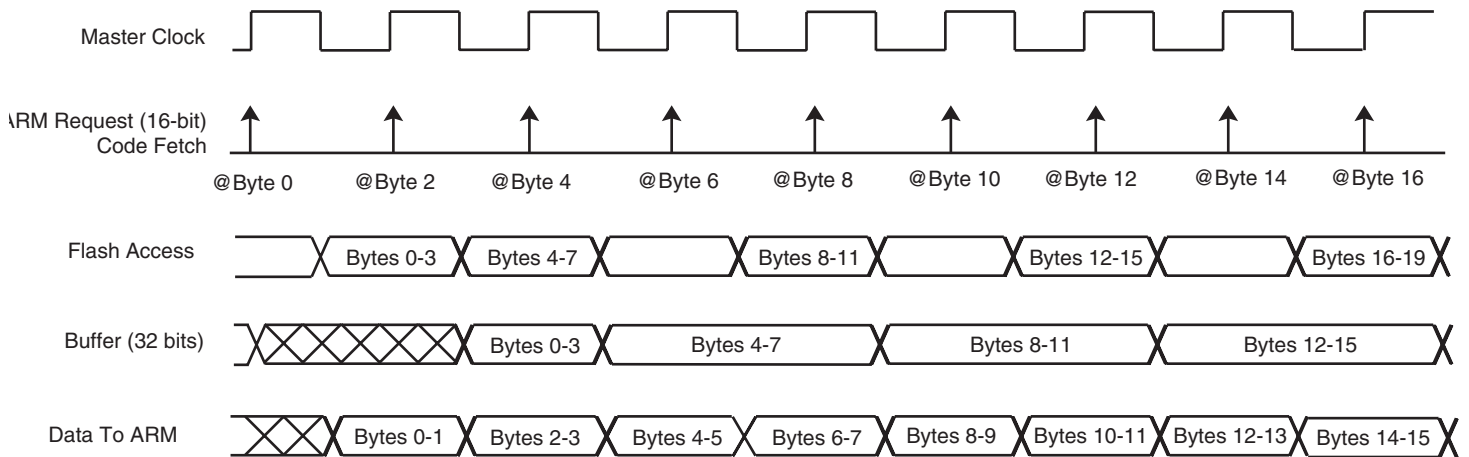 Master Clock
ARM Request (16-bit)
Code Fetch
@Byte 0 @Byte 2 @Byte 4 @Byte 6 @Byte 8 @Byte 10 @Byte 12 @Byte 14 @Byte 16
Flash Access Bytes 0-3 Bytes 4-7 Bytes 8-11 Bytes 12-15 Bytes 16-19
Buffer (32 bits) Bytes 0-3 Bytes 4-7 Bytes 8-11 Bytes 12-15
Data To ARM Bytes 0-1 Bytes 2-3 Bytes 4-5 Bytes 6-7 Bytes 8-9 Bytes 10-11 Bytes 12-13 Bytes 14-15